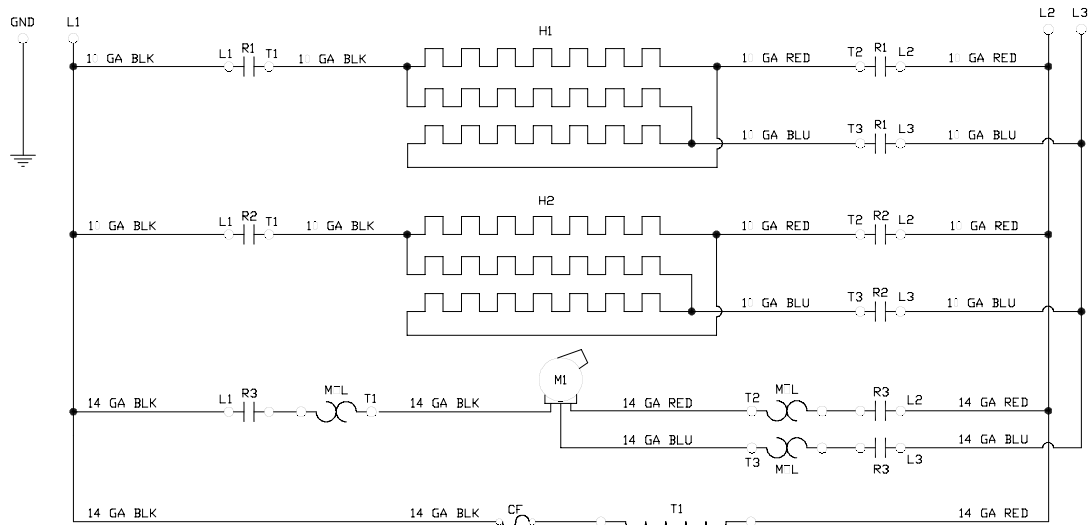 GND L1 L2 L3
H1
GA BLK L1 R1 T1 GA BLK GA RED T2 R1 L2 GA RED
GA BLU T3 R1 L3 GA BLU
H2
GA BLK L1 R2 T1 GA BLK GA RED T2 R2 L2 GA RED
GA BLU T3 R2 L3 GA BLU
M1
14 GA BLK L1 R3 T1 14 GA BLK 14 GA RED T2 R3 L2 14 GA RED
14 GA BLU T3 R3 L3 14 GA BLU
14 GA BLK 14 GA BLK CF T1 14 GA RED